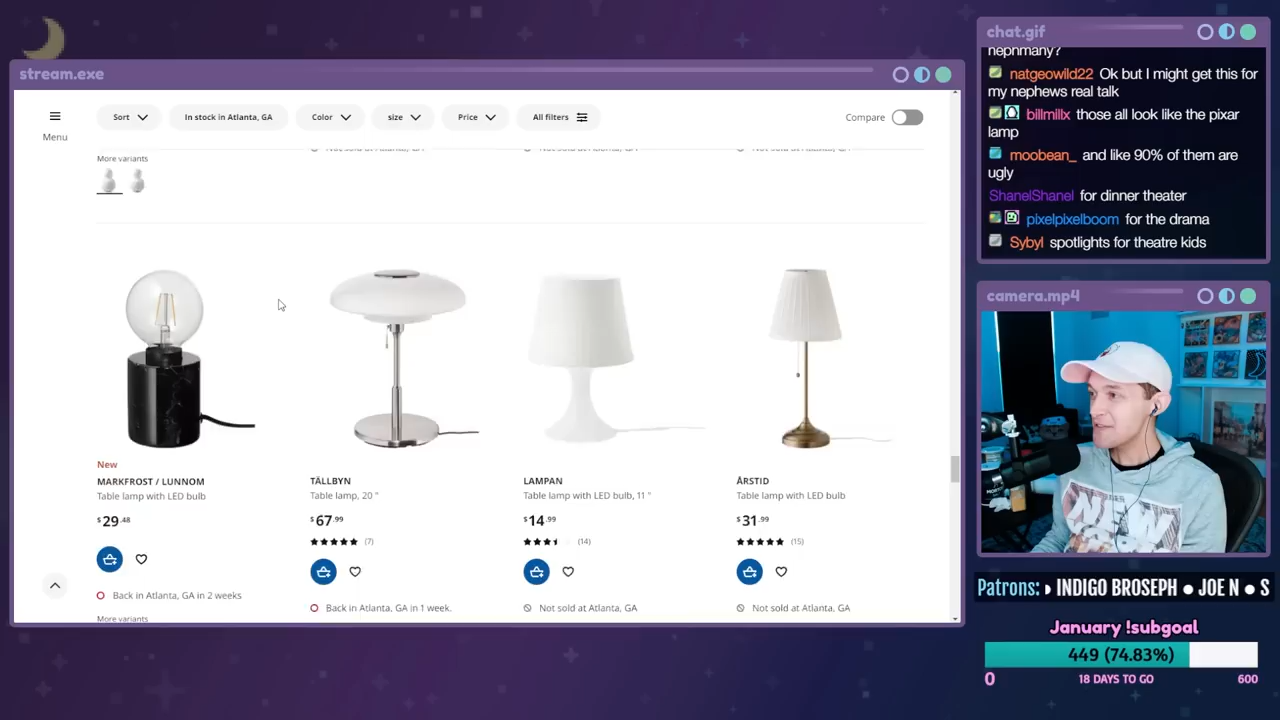 stream.exe
Menu
Sort
In stock in Atlanta, GA
Color
size
Price
All filters
Compare
More variants
New
MARKFROST / LUNNOM
Table lamp with LED bulb
$29.48
Back in Atlanta, GA in 2 weeks
More variants
TÄLLBYN
Table lamp, 20 "
$67.99
(7)
Back in Atlanta, GA in 1 week.
LAMPAN
Table lamp with LED bulb, 11 "
$14.99
(14)
Not sold at Atlanta, GA
ÅRSTID
Table lamp with LED bulb
$31.99
(15)
Not sold at Atlanta, GA
chat.gif
nephmany?
natgeowild22 Ok but I might get this for
my nephews real talk
billmillx those all look like the pixar
lamp
moobean_ and like 90% of them are
ugly
ShanelShanel for dinner theater
pixelpixelboom for the drama
Sybyl spotlights for theatre kids
camera.mp4
Patrons: INDIGO BROSEPH ● JOE N ● S
January !subgoal
449 (74.83%)
0 18 DAYS TO GO 600